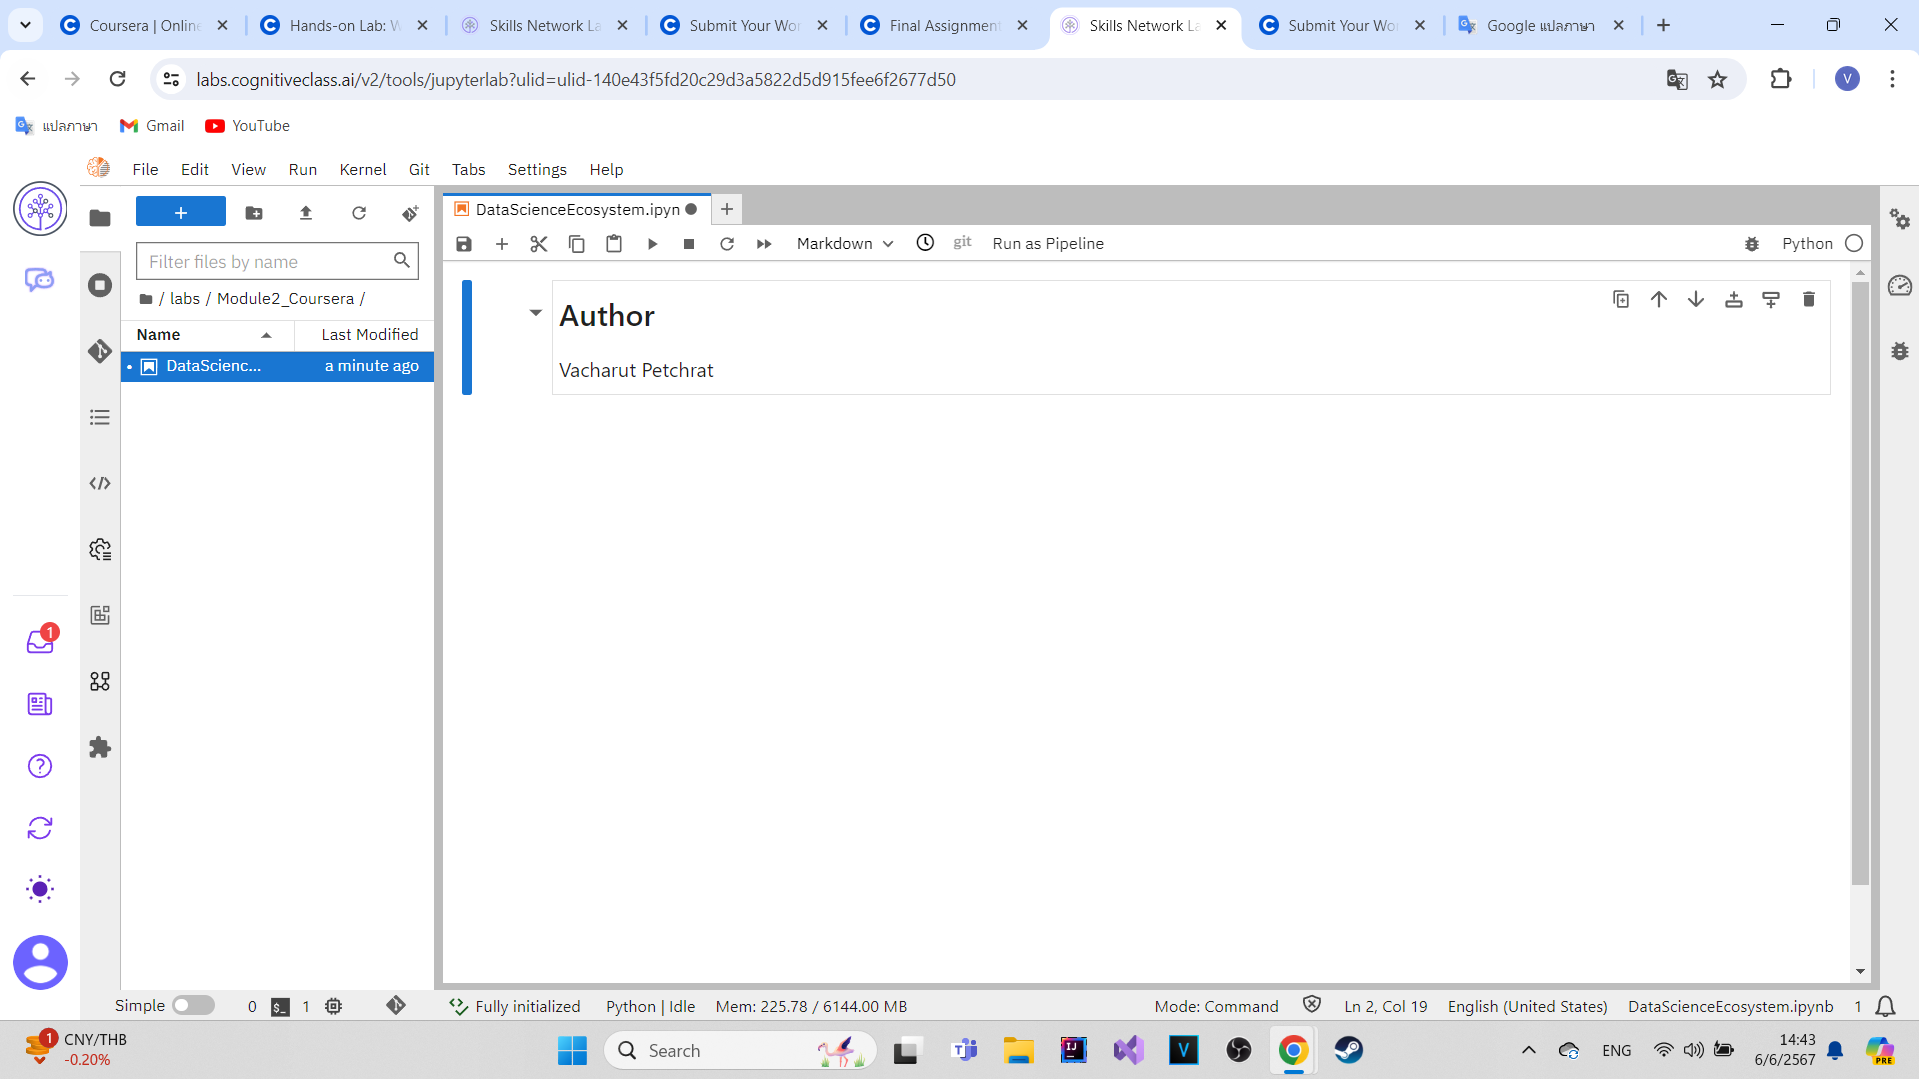 Coursera | Online
Hands-on Lab: W
Skills Network La
Submit Your Wor
Final Assignment
Skills Network La
Submit Your Wor
Google แปลภาษา
labs.cognitiveclass.ai/v2/tools/jupyterlab?ulid=ulid-140e43f5fd20c29d3a5822d5d915fee6f2677d50
V
แปลภาษา
Gmail
YouTube
File Edit View Run Kernel Git Tabs Settings Help
DataScienceEcosystem.ipyn
Markdown
git
Run as Pipeline
Python
Filter files by name
/ labs / Module2_Coursera /
Name
Last Modified
DataScienc...
a minute ago
Author
Vacharut Petchrat
1
Simple
0
1
Fully initialized
Python | Idle
Mem: 225.78 / 6144.00 MB
Mode: Command
Ln 2, Col 19
English (United States)
DataScienceEcosystem.ipynb
1
1
CNY/THB
-0.20%
Search
ENG
14:43
6/6/2567
PRE